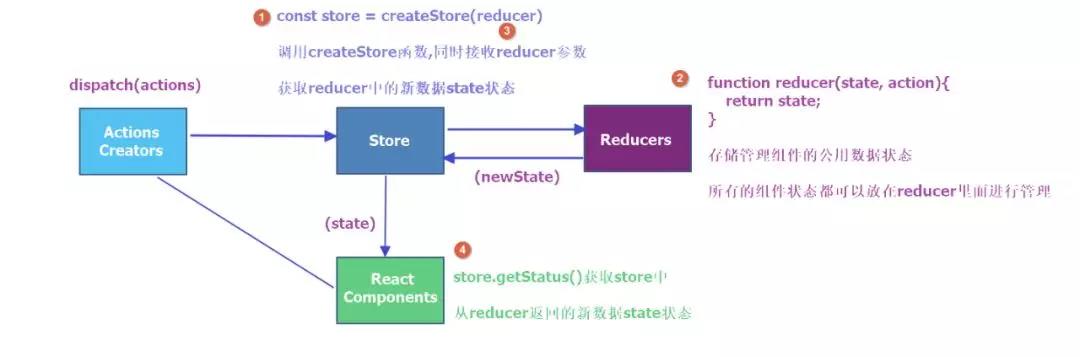 1 const store = createStore(reducer)
3
调用createStore函数,同时接收reducer参数
获取reducer中的新数据state状态
dispatch(actions)
Actions
Creators
Store
Reducers
(newState)
2 function reducer(state, action){
return state;
}
存储管理组件的公用数据状态
所有的组件状态都可以放在reducer里面进行管理
(state)
React
Components
4
store.getStatus()获取store中
从reducer返回的新数据state状态